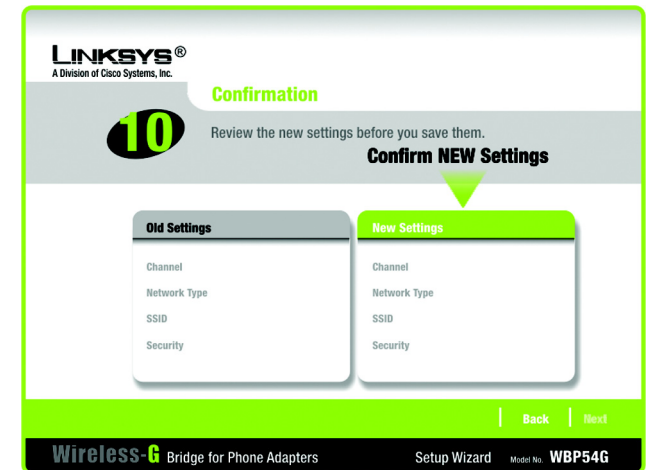 LINKSYS®
A Division of Cisco Systems, Inc.
Confirmation
10
Review the new settings before you save them.
Confirm NEW Settings
Old Settings
Channel
Network Type
SSID
Security
New Settings
Channel
Network Type
SSID
Security
Back
Next
Wireless-G Bridge for Phone Adapters
Setup Wizard
Model No. WBP54G